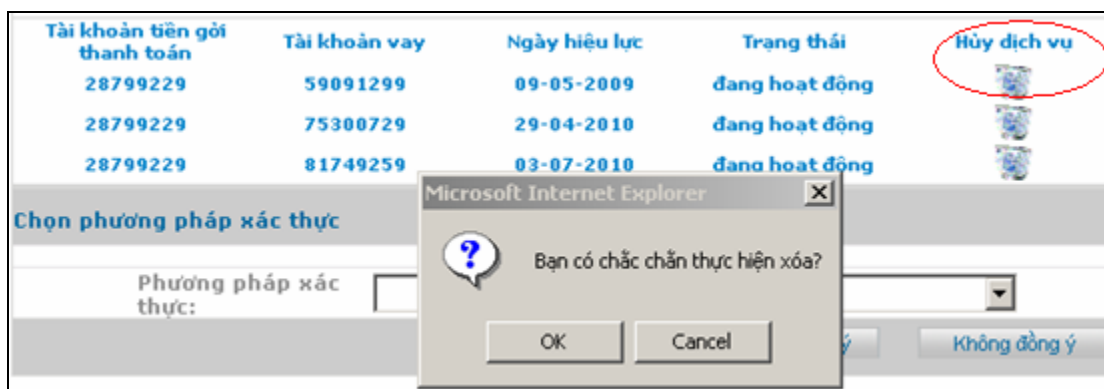 Tài khoản tiền gởi thanh toán Tài khoản vay Ngày hiệu lực Trạng thái Hủy dịch vụ
28799229 59091299 09-05-2009 đang hoạt động
28799229 75300729 29-04-2010 đang hoạt động
28799229 81749259 03-07-2010 đang hoạt động
Microsoft Internet Explorer
Chọn phương pháp xác thực
Bạn có chắc chắn thực hiện xóa?
Phương pháp xác
thực:
OK Cancel
ý Không đồng ý